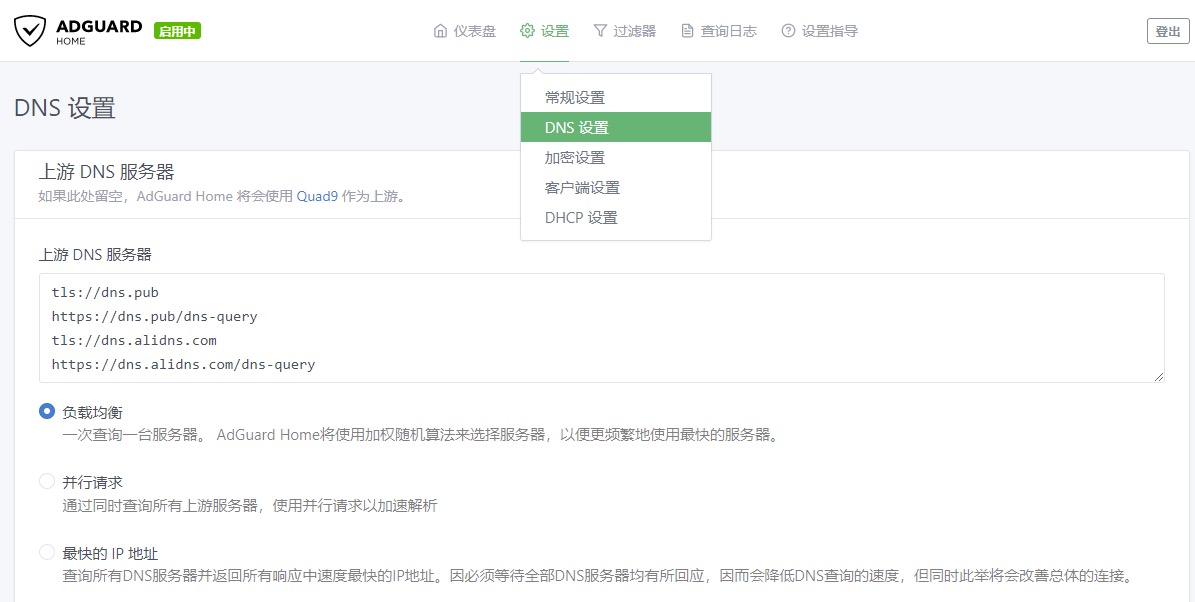 ADGUARD
HOME
启用中
仪表盘
设置
过滤器
查询日志
设置指导
登出
常规设置
DNS 设置
加密设置
客户端设置
DHCP 设置
DNS 设置
上游 DNS 服务器
如果此处留空，AdGuard Home 将会使用 Quad9 作为上游。
上游 DNS 服务器
tls://dns.pub
https://dns.pub/dns-query
tls://dns.alidns.com
https://dns.alidns.com/dns-query
负载均衡
一次查询一台服务器。 AdGuard Home将使用加权随机算法来选择服务器，以便更频繁地使用最快的服务器。
并行请求
通过同时查询所有上游服务器，使用并行请求以加速解析
最快的 IP 地址
查询所有DNS服务器并返回所有响应中速度最快的IP地址。因必须等待全部DNS服务器均有所回应，因而会降低DNS查询的速度，但同时此举将会改善总体的连接。